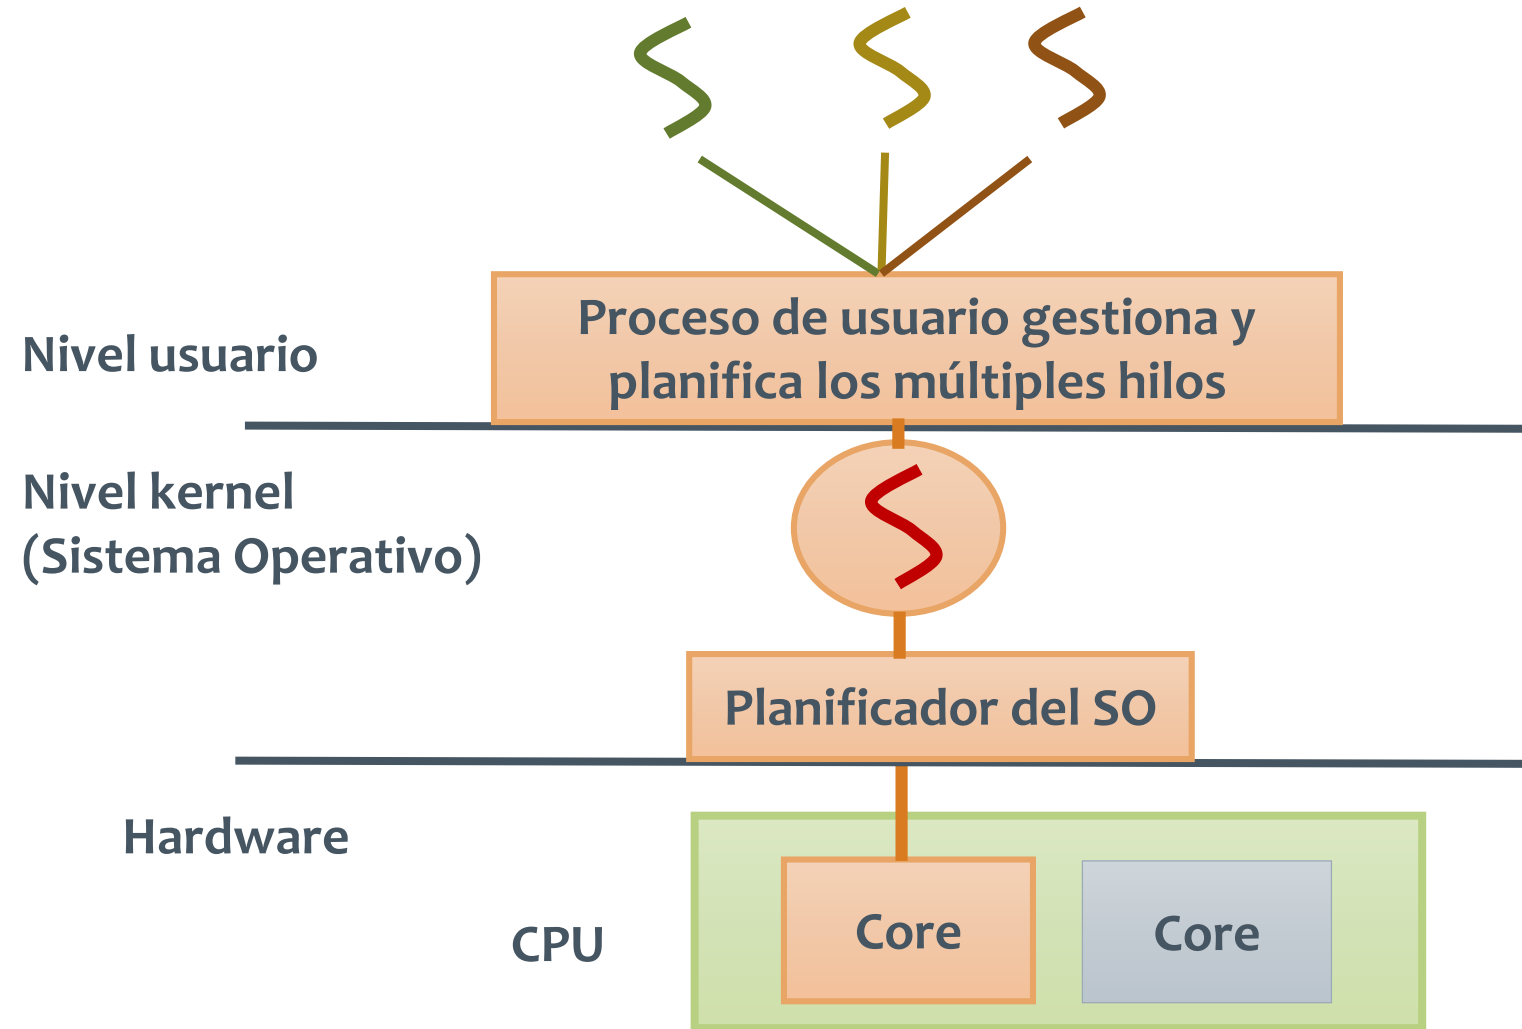 Proceso de usuario gestiona y
planifica los múltiples hilos
Nivel usuario
Nivel kernel
(Sistema Operativo)
Planificador del SO
Hardware
CPU
Core
Core